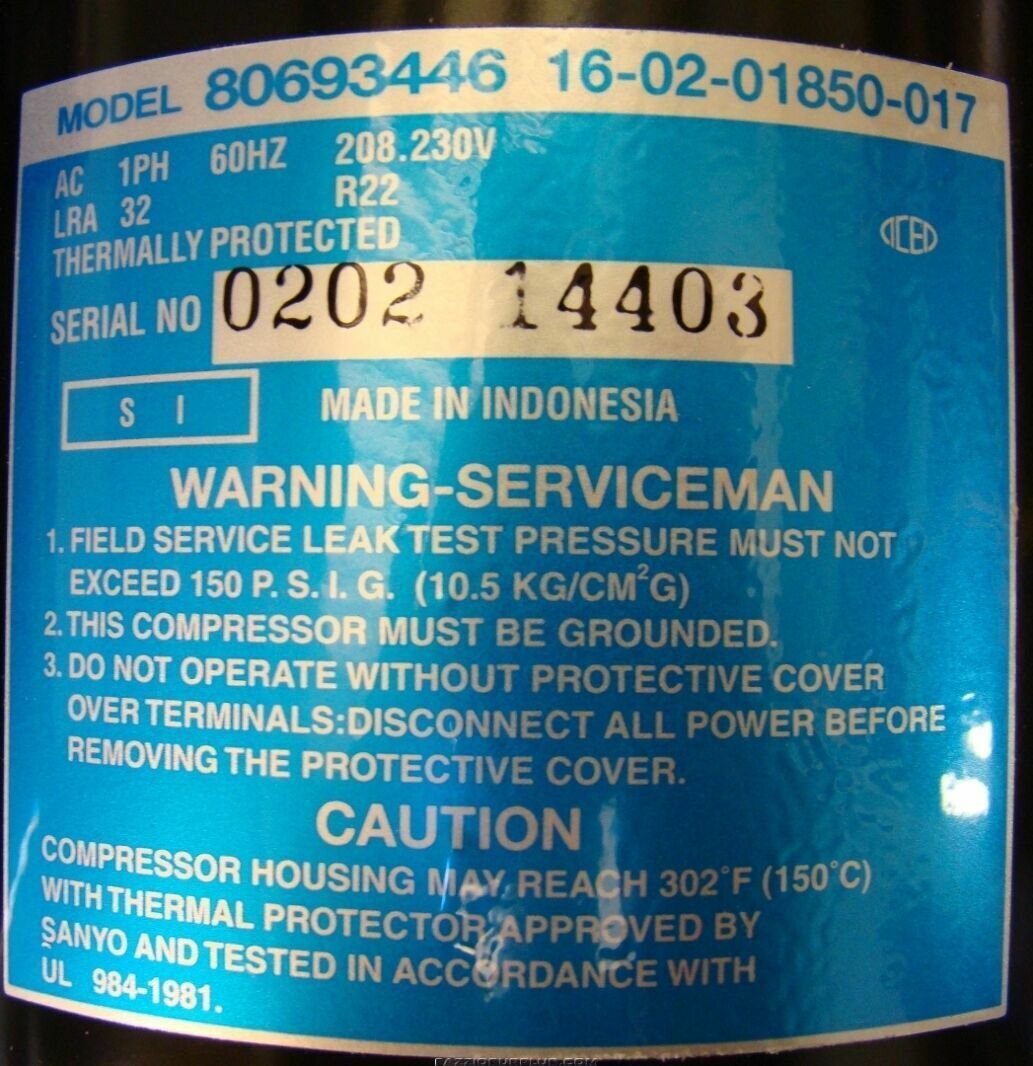 MODEL 80693446 16-02-01850-017
AC 1PH 60HZ 208.230V
LRA 32 R22
THERMALLY PROTECTED
SERIAL NO 0202 14403
S I MADE IN INDONESIA
WARNING-SERVICEMAN
1. FIELD SERVICE LEAK TEST PRESSURE MUST NOT
EXCEED 150 P. S. I. G. (10.5 KG/CM²G)
2. THIS COMPRESSOR MUST BE GROUNDED.
3. DO NOT OPERATE WITHOUT PROTECTIVE COVER
OVER TERMINALS:DISCONNECT ALL POWER BEFORE
REMOVING THE PROTECTIVE COVER.
CAUTION
COMPRESSOR HOUSING MAY REACH 302°F (150°C)
WITH THERMAL PROTECTOR APPROVED BY
SANYO AND TESTED IN ACCORDANCE WITH
UL 984-1981.